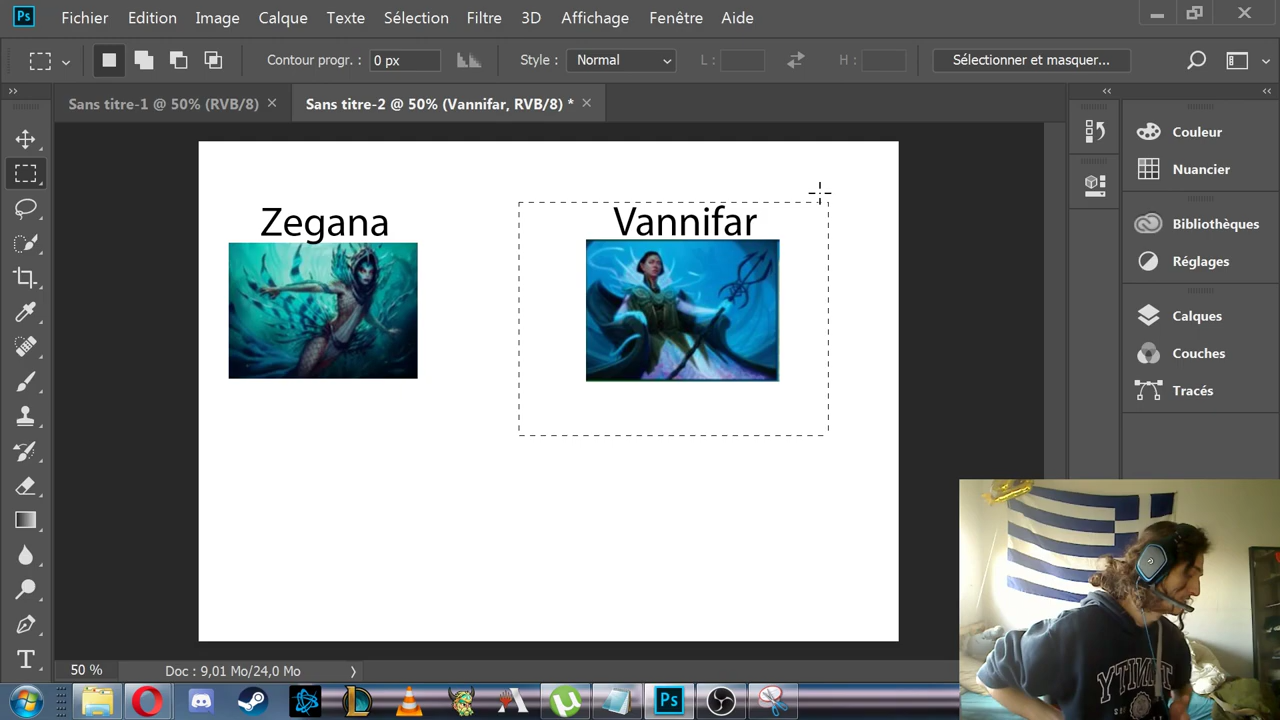 Ps Fichier Edition Image Calque Texte Sélection Filtre 3D Affichage Fenêtre Aide
Contour progr. : 0 px Style : Normal L : H : Sélectionner et masquer...
Sans titre-1 @ 50% (RVB/8) × Sans titre-2 @ 50% (Vannifar, RVB/8) * ×
Couleur
Nuancier
Bibliothèques
Réglages
Calques
Couches
Tracés
Zegana
Vannifar
50 % Doc : 9,01 Mo/24,0 Mo
Ps
TRINITY